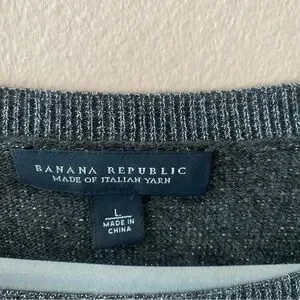 BANANA REPUBLIC
MADE OF ITALIAN YARN
L
MADE IN
CHINA